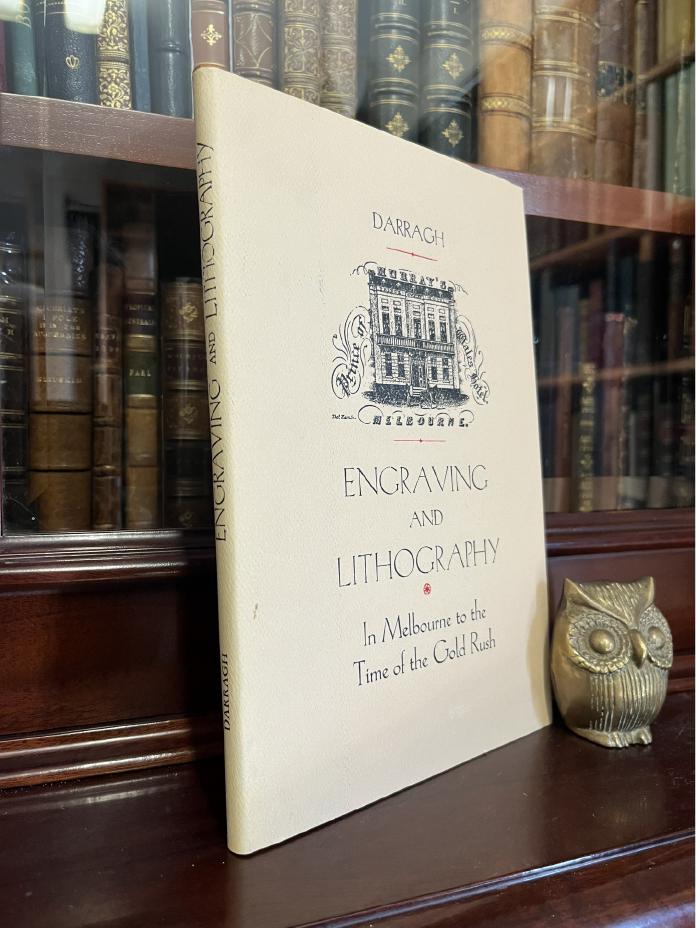 DARRAGH
MURRAY'S
Prince of Wales Hotel
MELBOURNE.
ENGRAVING
AND
LITHOGRAPHY
In Melbourne to the
Time of the Gold Rush
DARRAGH ENGRAVING AND LITHOGRAPHY